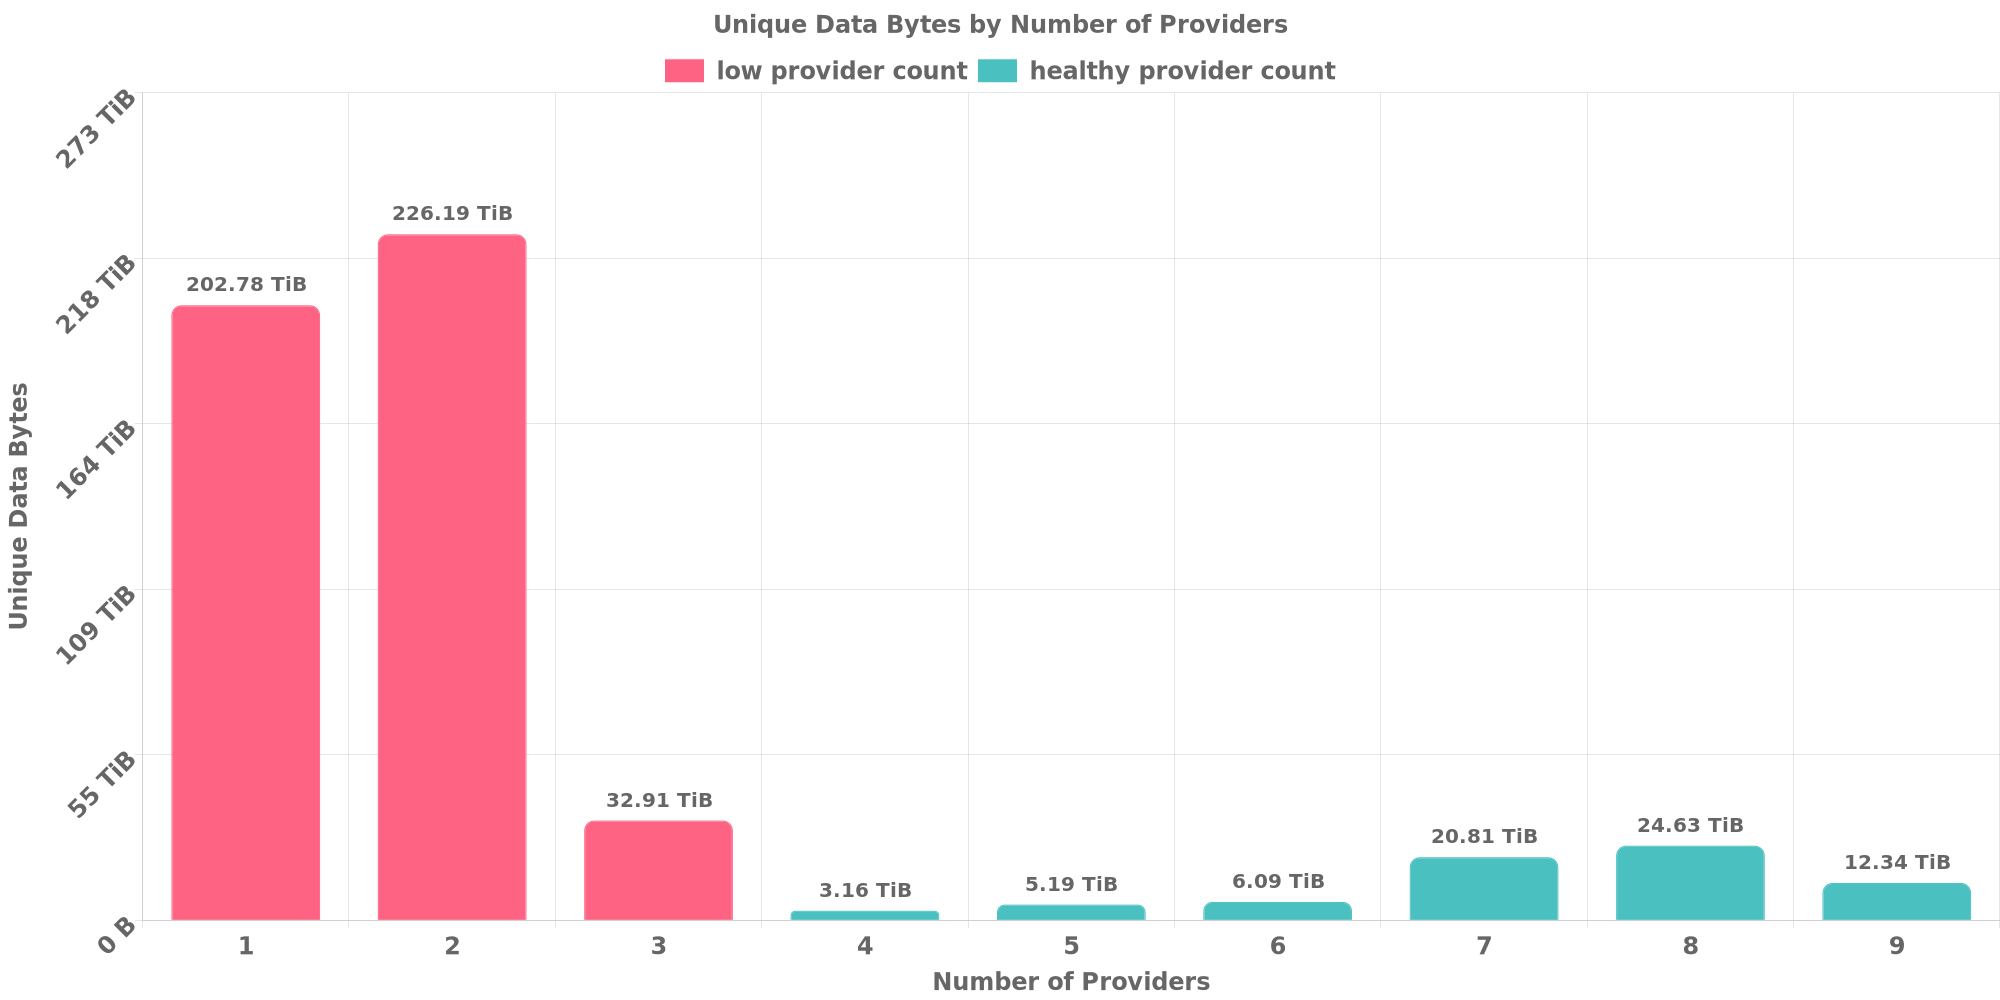 Unique Data Bytes by Number of Providers
low provider count healthy provider count
273 TiB
218 TiB
164 TiB
109 TiB
55 TiB
0 B
Unique Data Bytes
202.78 TiB
226.19 TiB
32.91 TiB
3.16 TiB
5.19 TiB
6.09 TiB
20.81 TiB
24.63 TiB
12.34 TiB
1 2 3 4 5 6 7 8 9
Number of Providers